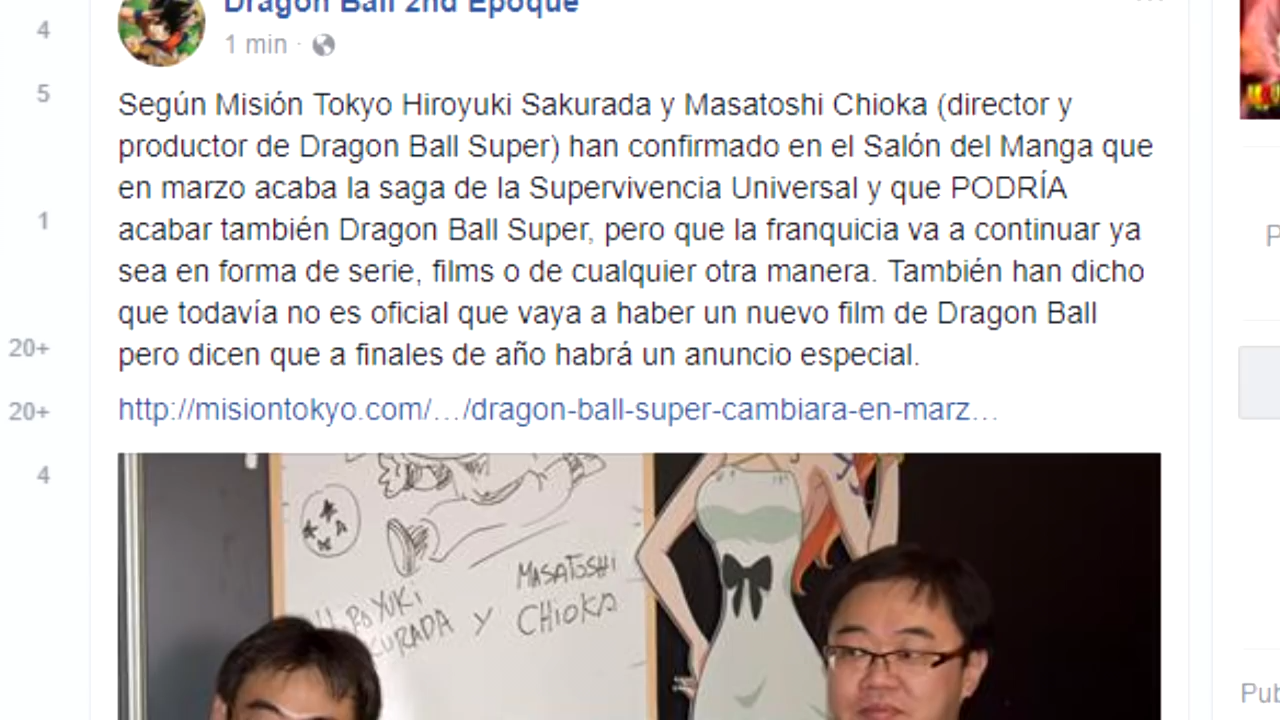 Dragon Ball 2nd Epoque
1 min ·
Según Misión Tokyo Hiroyuki Sakurada y Masatoshi Chioka (director y
productor de Dragon Ball Super) han confirmado en el Salón del Manga que
en marzo acaba la saga de la Supervivencia Universal y que PODRÍA
acabar también Dragon Ball Super, pero que la franquicia va a continuar ya
sea en forma de serie, films o de cualquier otra manera. También han dicho
que todavía no es oficial que vaya a haber un nuevo film de Dragon Ball
pero dicen que a finales de año habrá un anuncio especial.
http://misiontokyo.com/…/dragon-ball-super-cambiara-en-marz…
MASATOSHI
Y CHIOKA
4
5
1
20+
20+
4
P
Pub